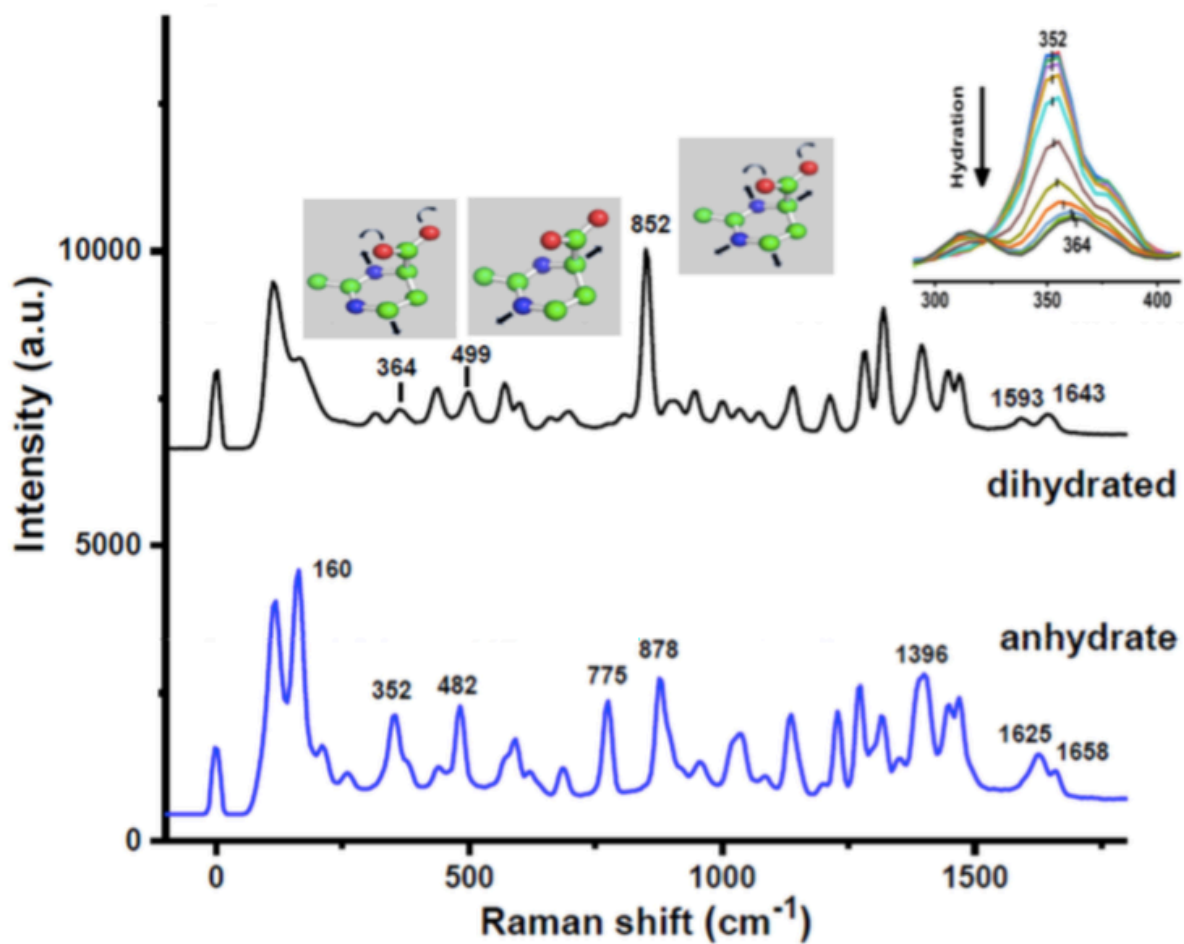 352
Hydration
364
300 350 400
852
10000
364
499
1593
1643
dihydrated
Intensity (a.u.)
5000
160
anhydrate
878
1396
775
352
482
1625
1658
0
0 500 1000 1500
Raman shift (cm⁻¹)